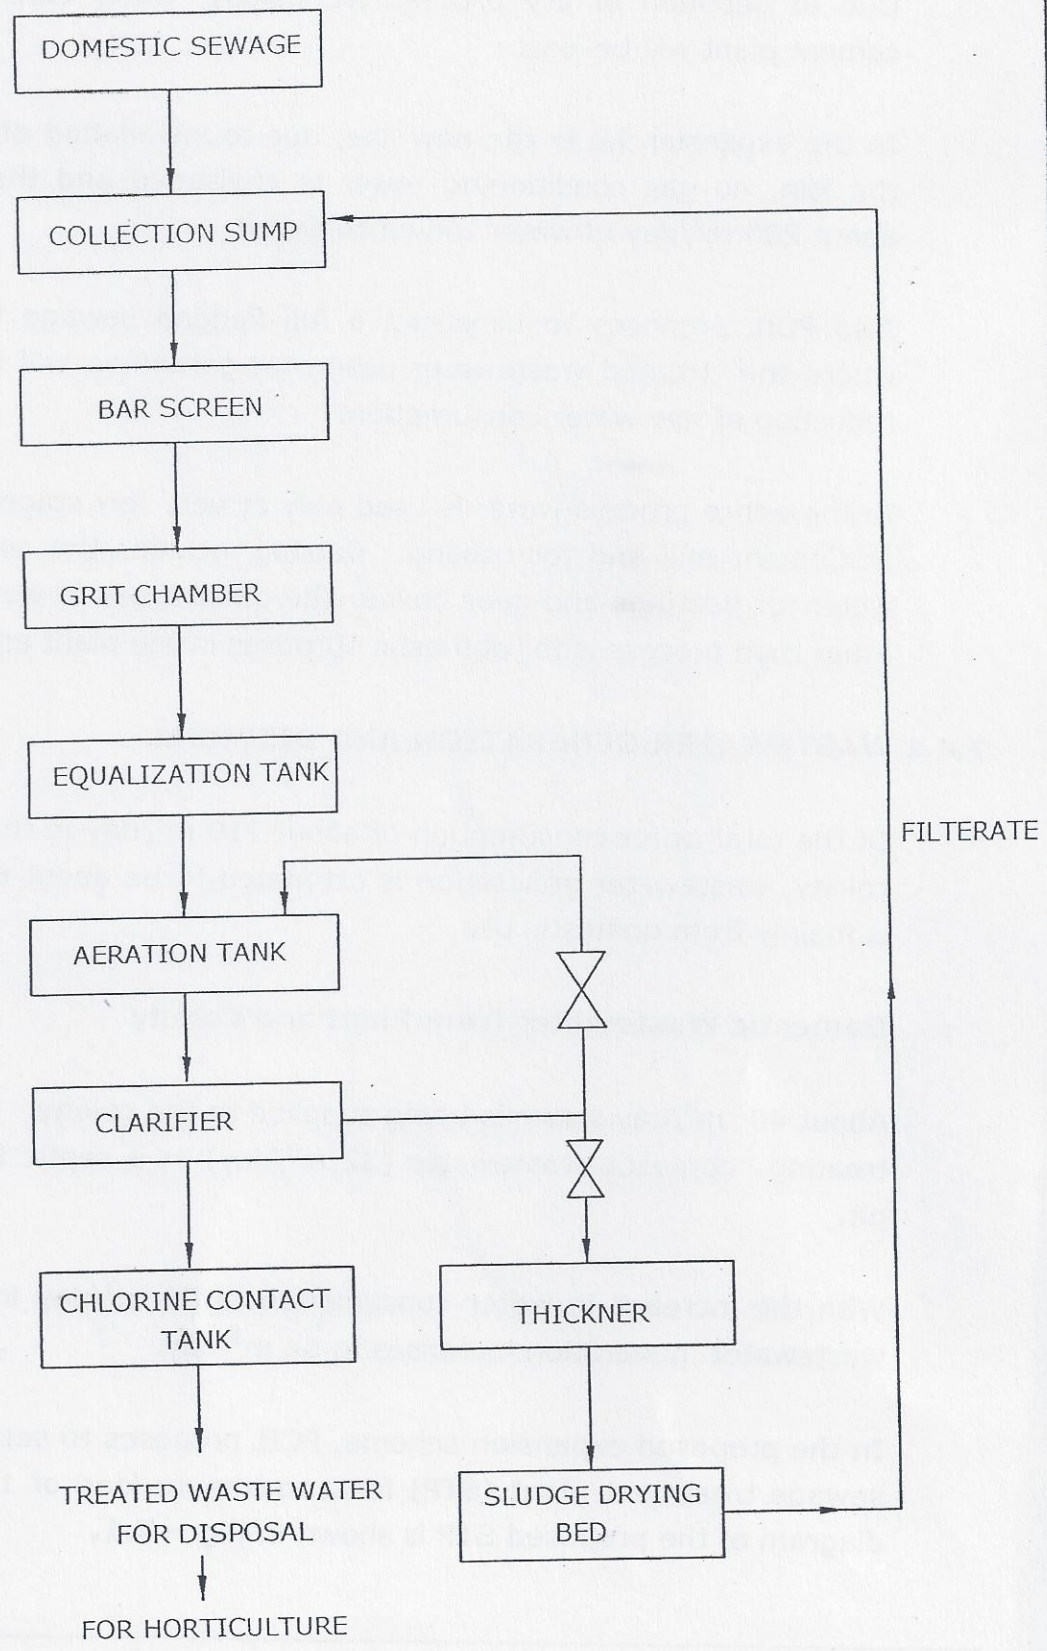 DOMESTIC SEWAGE
COLLECTION SUMP
BAR SCREEN
GRIT CHAMBER
EQUALIZATION TANK
FILTERATE
AERATION TANK
CLARIFIER
CHLORINE CONTACT
TANK
THICKNER
TREATED WASTE WATER
FOR DISPOSAL
SLUDGE DRYING
BED
FOR HORTICULTURE